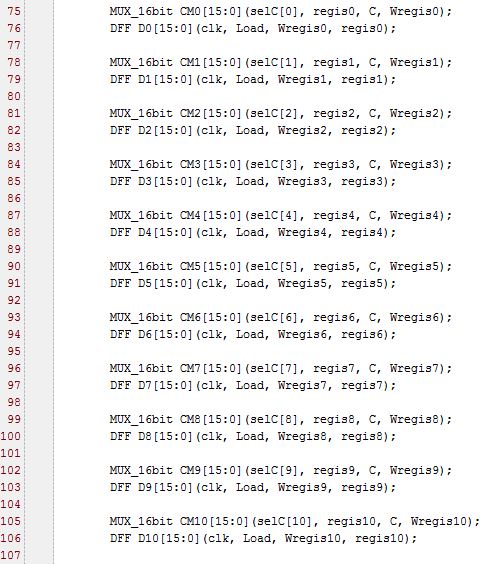 75 MUX_16bit CM0[15:0](selC[0], regis0, C, Wregis0);
76 DFF D0[15:0](clk, Load, Wregis0, regis0);
77
78 MUX_16bit CM1[15:0](selC[1], regis1, C, Wregis1);
79 DFF D1[15:0](clk, Load, Wregis1, regis1);
80
81 MUX_16bit CM2[15:0](selC[2], regis2, C, Wregis2);
82 DFF D2[15:0](clk, Load, Wregis2, regis2);
83
84 MUX_16bit CM3[15:0](selC[3], regis3, C, Wregis3);
85 DFF D3[15:0](clk, Load, Wregis3, regis3);
86
87 MUX_16bit CM4[15:0](selC[4], regis4, C, Wregis4);
88 DFF D4[15:0](clk, Load, Wregis4, regis4);
89
90 MUX_16bit CM5[15:0](selC[5], regis5, C, Wregis5);
91 DFF D5[15:0](clk, Load, Wregis5, regis5);
92
93 MUX_16bit CM6[15:0](selC[6], regis6, C, Wregis6);
94 DFF D6[15:0](clk, Load, Wregis6, regis6);
95
96 MUX_16bit CM7[15:0](selC[7], regis7, C, Wregis7);
97 DFF D7[15:0](clk, Load, Wregis7, regis7);
98
99 MUX_16bit CM8[15:0](selC[8], regis8, C, Wregis8);
100 DFF D8[15:0](clk, Load, Wregis8, regis8);
101
102 MUX_16bit CM9[15:0](selC[9], regis9, C, Wregis9);
103 DFF D9[15:0](clk, Load, Wregis9, regis9);
104
105 MUX_16bit CM10[15:0](selC[10], regis10, C, Wregis10);
106 DFF D10[15:0](clk, Load, Wregis10, regis10);
107